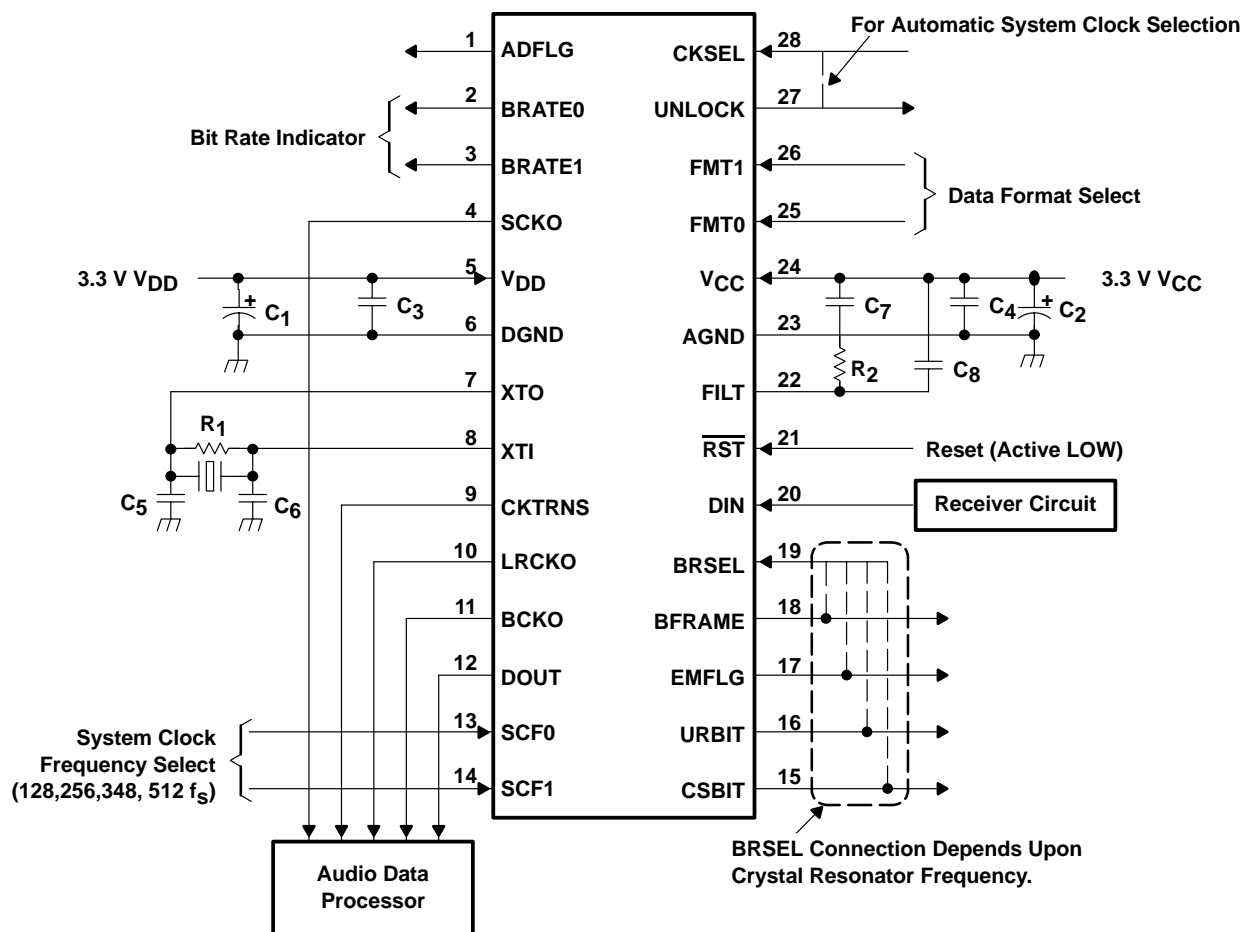 For Automatic System Clock Selection
1 ADFLG
CKSEL 28
2 BRATE0
UNLOCK 27
Bit Rate Indicator
3 BRATE1
FMT1 26
Data Format Select
4 SCKO
FMT0 25
3.3 V VDD
5 VDD
VCC 24
3.3 V VCC
C1
C3
C7
C4
C2
6 DGND
AGND 23
R2
C8
7 XTO
FILT 22
R1
8 XTI
RST 21
Reset (Active LOW)
C5
C6
9 CKTRNS
DIN 20
Receiver Circuit
10 LRCKO
BRSEL 19
11 BCKO
BFRAME 18
12 DOUT
EMFLG 17
System Clock
Frequency Select
(128,256,348, 512 fs)
13 SCF0
URBIT 16
14 SCF1
CSBIT 15
BRSEL Connection Depends Upon
Crystal Resonator Frequency.
Audio Data
Processor